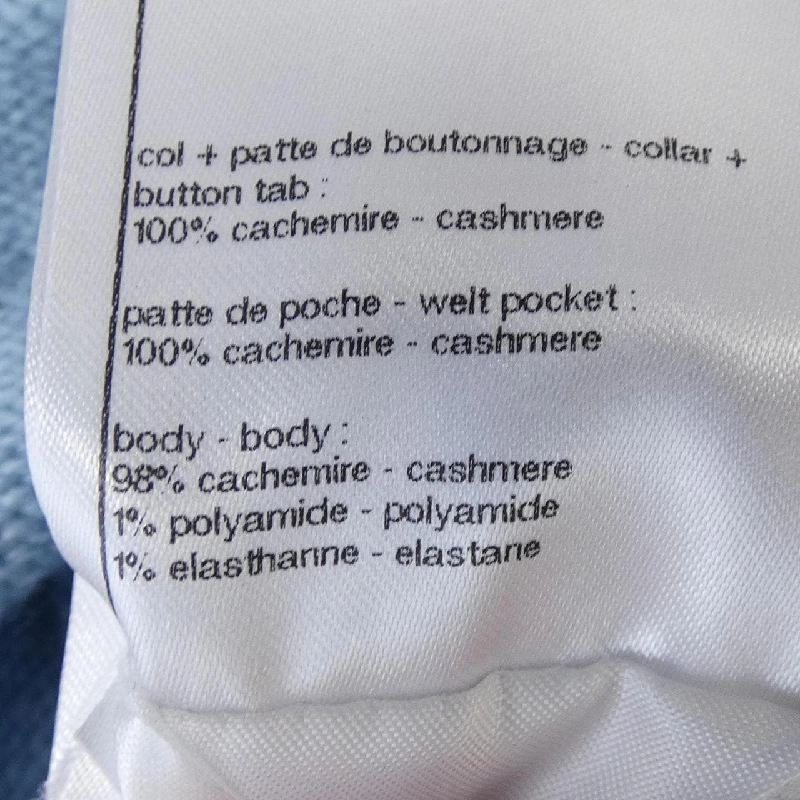 col + patte de boutonnage - collar +
button tab :
100% cachemire - cashmere
patte de poche - welt pocket :
100% cachemire - cashmere
body - body :
98% cachemire - cashmere
1% polyamide - polyamide
1% elasthanne - elastane